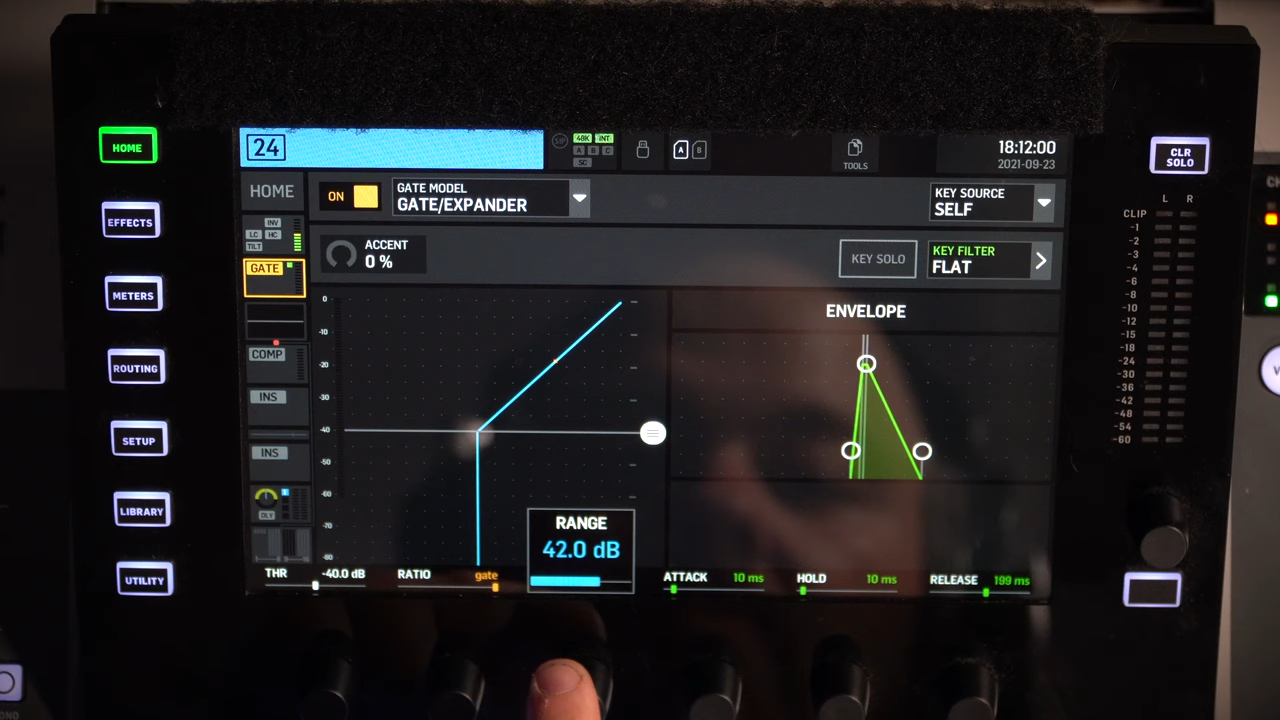 HOME
EFFECTS
METERS
ROUTING
SETUP
LIBRARY
UTILITY
24
SIP
48K INT
A B C
SC
A B
TOOLS
18:12:00
2021-09-23
HOME
ON
GATE MODEL
GATE/EXPANDER
KEY SOURCE
SELF
INV
LC HC
TILT
ACCENT
0 %
KEY SOLO
KEY FILTER
FLAT
GATE
COMP
INS
INS
DLY
0
-10
-20
-30
-40
-50
-60
-70
-80
ENVELOPE
RANGE
42.0 dB
THR -40.0 dB
RATIO gate
ATTACK 10 ms
HOLD 10 ms
RELEASE 199 ms
CLR
SOLO
L R
CLIP
-1
-2
-3
-4
-6
-8
-10
-12
-15
-18
-24
-30
-36
-42
-48
-54
-60